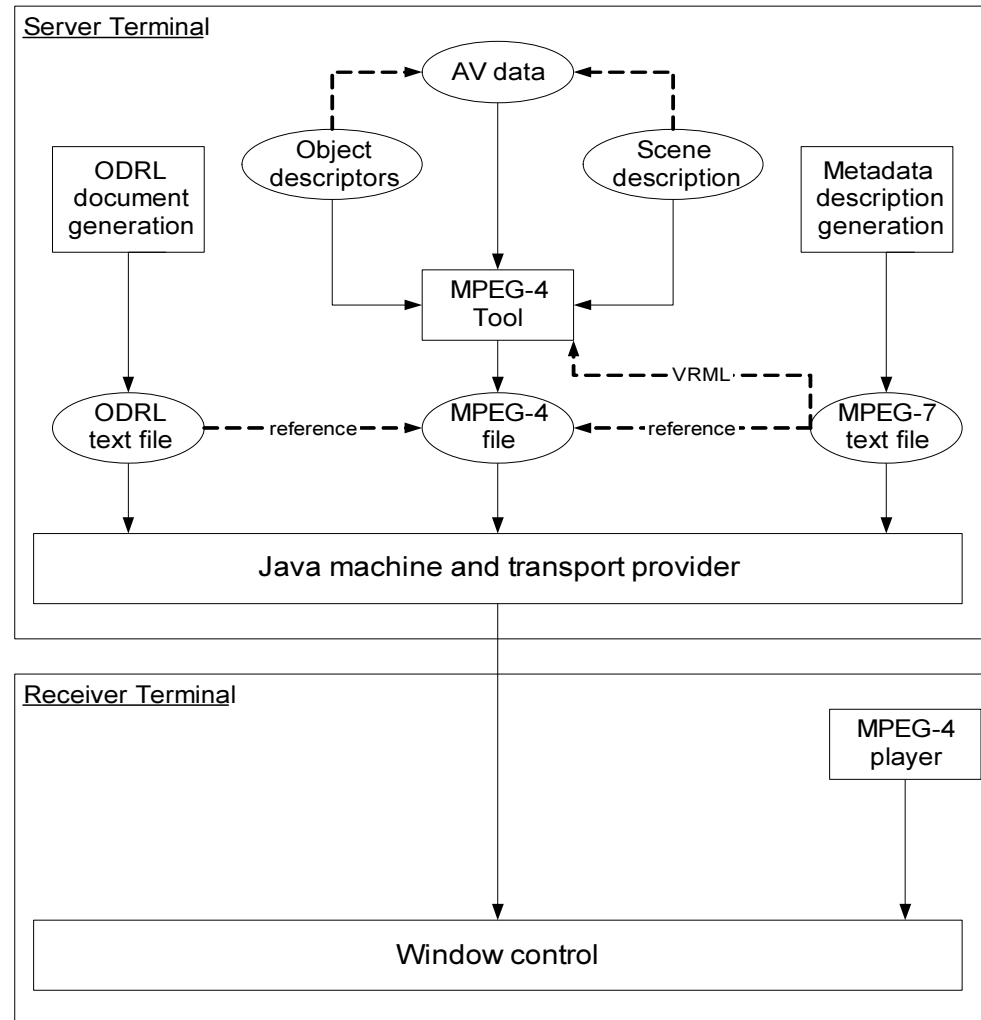 Server Terminal
AV data
Object
descriptors
Scene
description
ODRL
document
generation
Metadata
description
generation
MPEG-4
Tool
VRML
ODRL
text file
reference
MPEG-4
file
reference
MPEG-7
text file
Java machine and transport provider
Receiver Terminal
MPEG-4
player
Window control